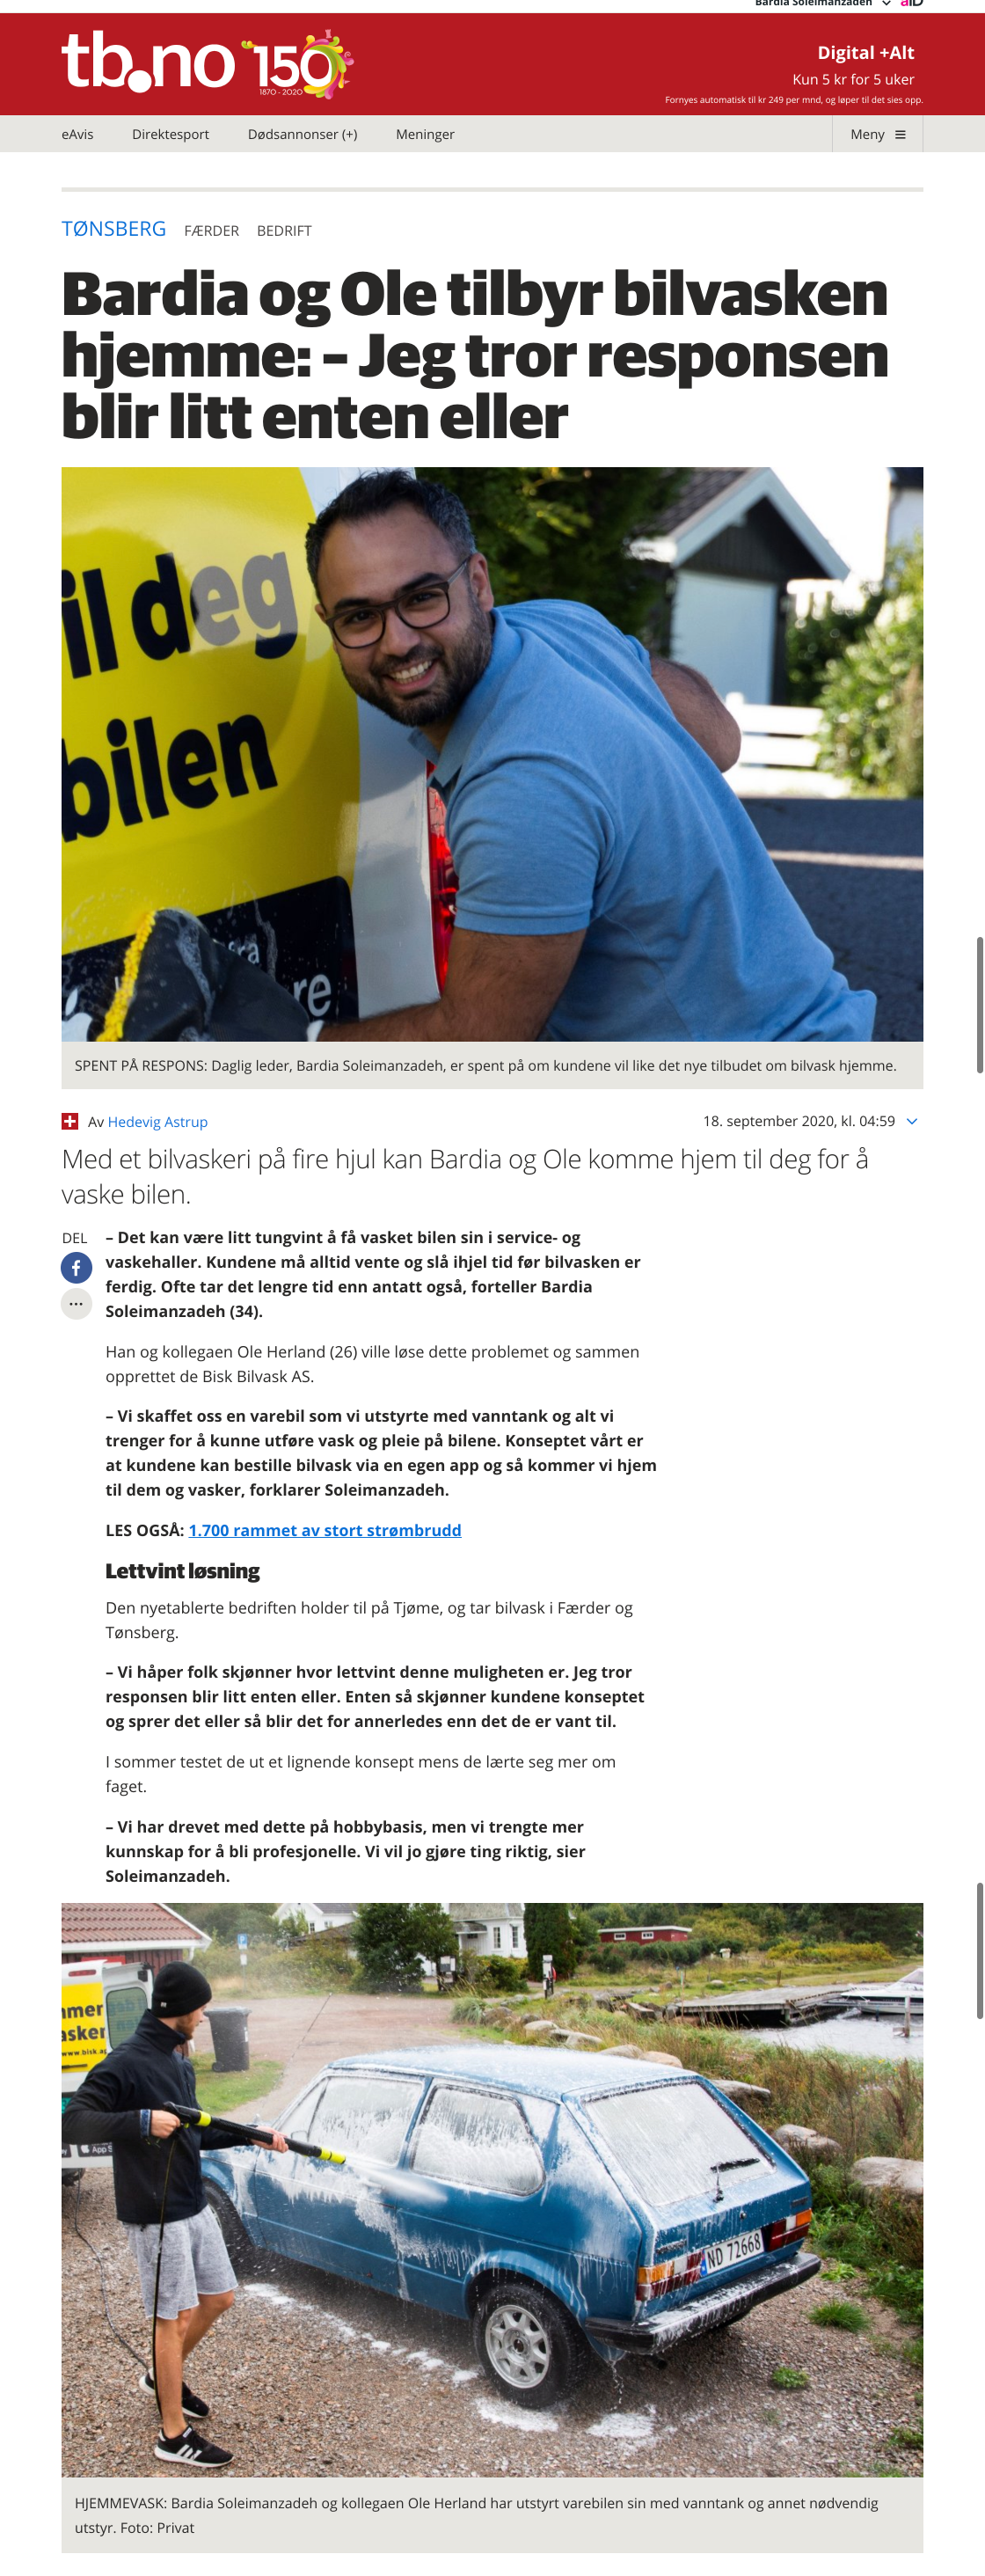 Bardia Soleimanzadeh aID
tb.no 150
1870 - 2020
Digital +Alt
Kun 5 kr for 5 uker
Fornyes automatisk til kr 249 per mnd, og løper til det sies opp.
eAvis Direktesport Dødsannonser (+) Meninger Meny
TØNSBERG FÆRDER BEDRIFT
Bardia og Ole tilbyr bilvasken
hjemme: – Jeg tror responsen
blir litt enten eller
il deg
bilen
re
SPENT PÅ RESPONS: Daglig leder, Bardia Soleimanzadeh, er spent på om kundene vil like det nye tilbudet om bilvask hjemme.
Av Hedevig Astrup 18. september 2020, kl. 04:59
Med et bilvaskeri på fire hjul kan Bardia og Ole komme hjem til deg for å
vaske bilen.
DEL
– Det kan være litt tungvint å få vasket bilen sin i service- og
vaskehaller. Kundene må alltid vente og slå ihjel tid før bilvasken er
ferdig. Ofte tar det lengre tid enn antatt også, forteller Bardia
Soleimanzadeh (34).
Han og kollegaen Ole Herland (26) ville løse dette problemet og sammen
opprettet de Bisk Bilvask AS.
– Vi skaffet oss en varebil som vi utstyrte med vanntank og alt vi
trenger for å kunne utføre vask og pleie på bilene. Konseptet vårt er
at kundene kan bestille bilvask via en egen app og så kommer vi hjem
til dem og vasker, forklarer Soleimanzadeh.
LES OGSÅ: 1.700 rammet av stort strømbrudd
Lettvint løsning
Den nyetablerte bedriften holder til på Tjøme, og tar bilvask i Færder og
Tønsberg.
– Vi håper folk skjønner hvor lettvint denne muligheten er. Jeg tror
responsen blir litt enten eller. Enten så skjønner kundene konseptet
og sprer det eller så blir det for annerledes enn det de er vant til.
I sommer testet de ut et lignende konsept mens de lærte seg mer om
faget.
– Vi har drevet med dette på hobbybasis, men vi trengte mer
kunnskap for å bli profesjonelle. Vi vil jo gjøre ting riktig, sier
Soleimanzadeh.
mmer
asker
www.bisk.ap
App S
ND 72668
HJEMMEVASK: Bardia Soleimanzadeh og kollegaen Ole Herland har utstyrt varebilen sin med vanntank og annet nødvendig
utstyr. Foto: Privat